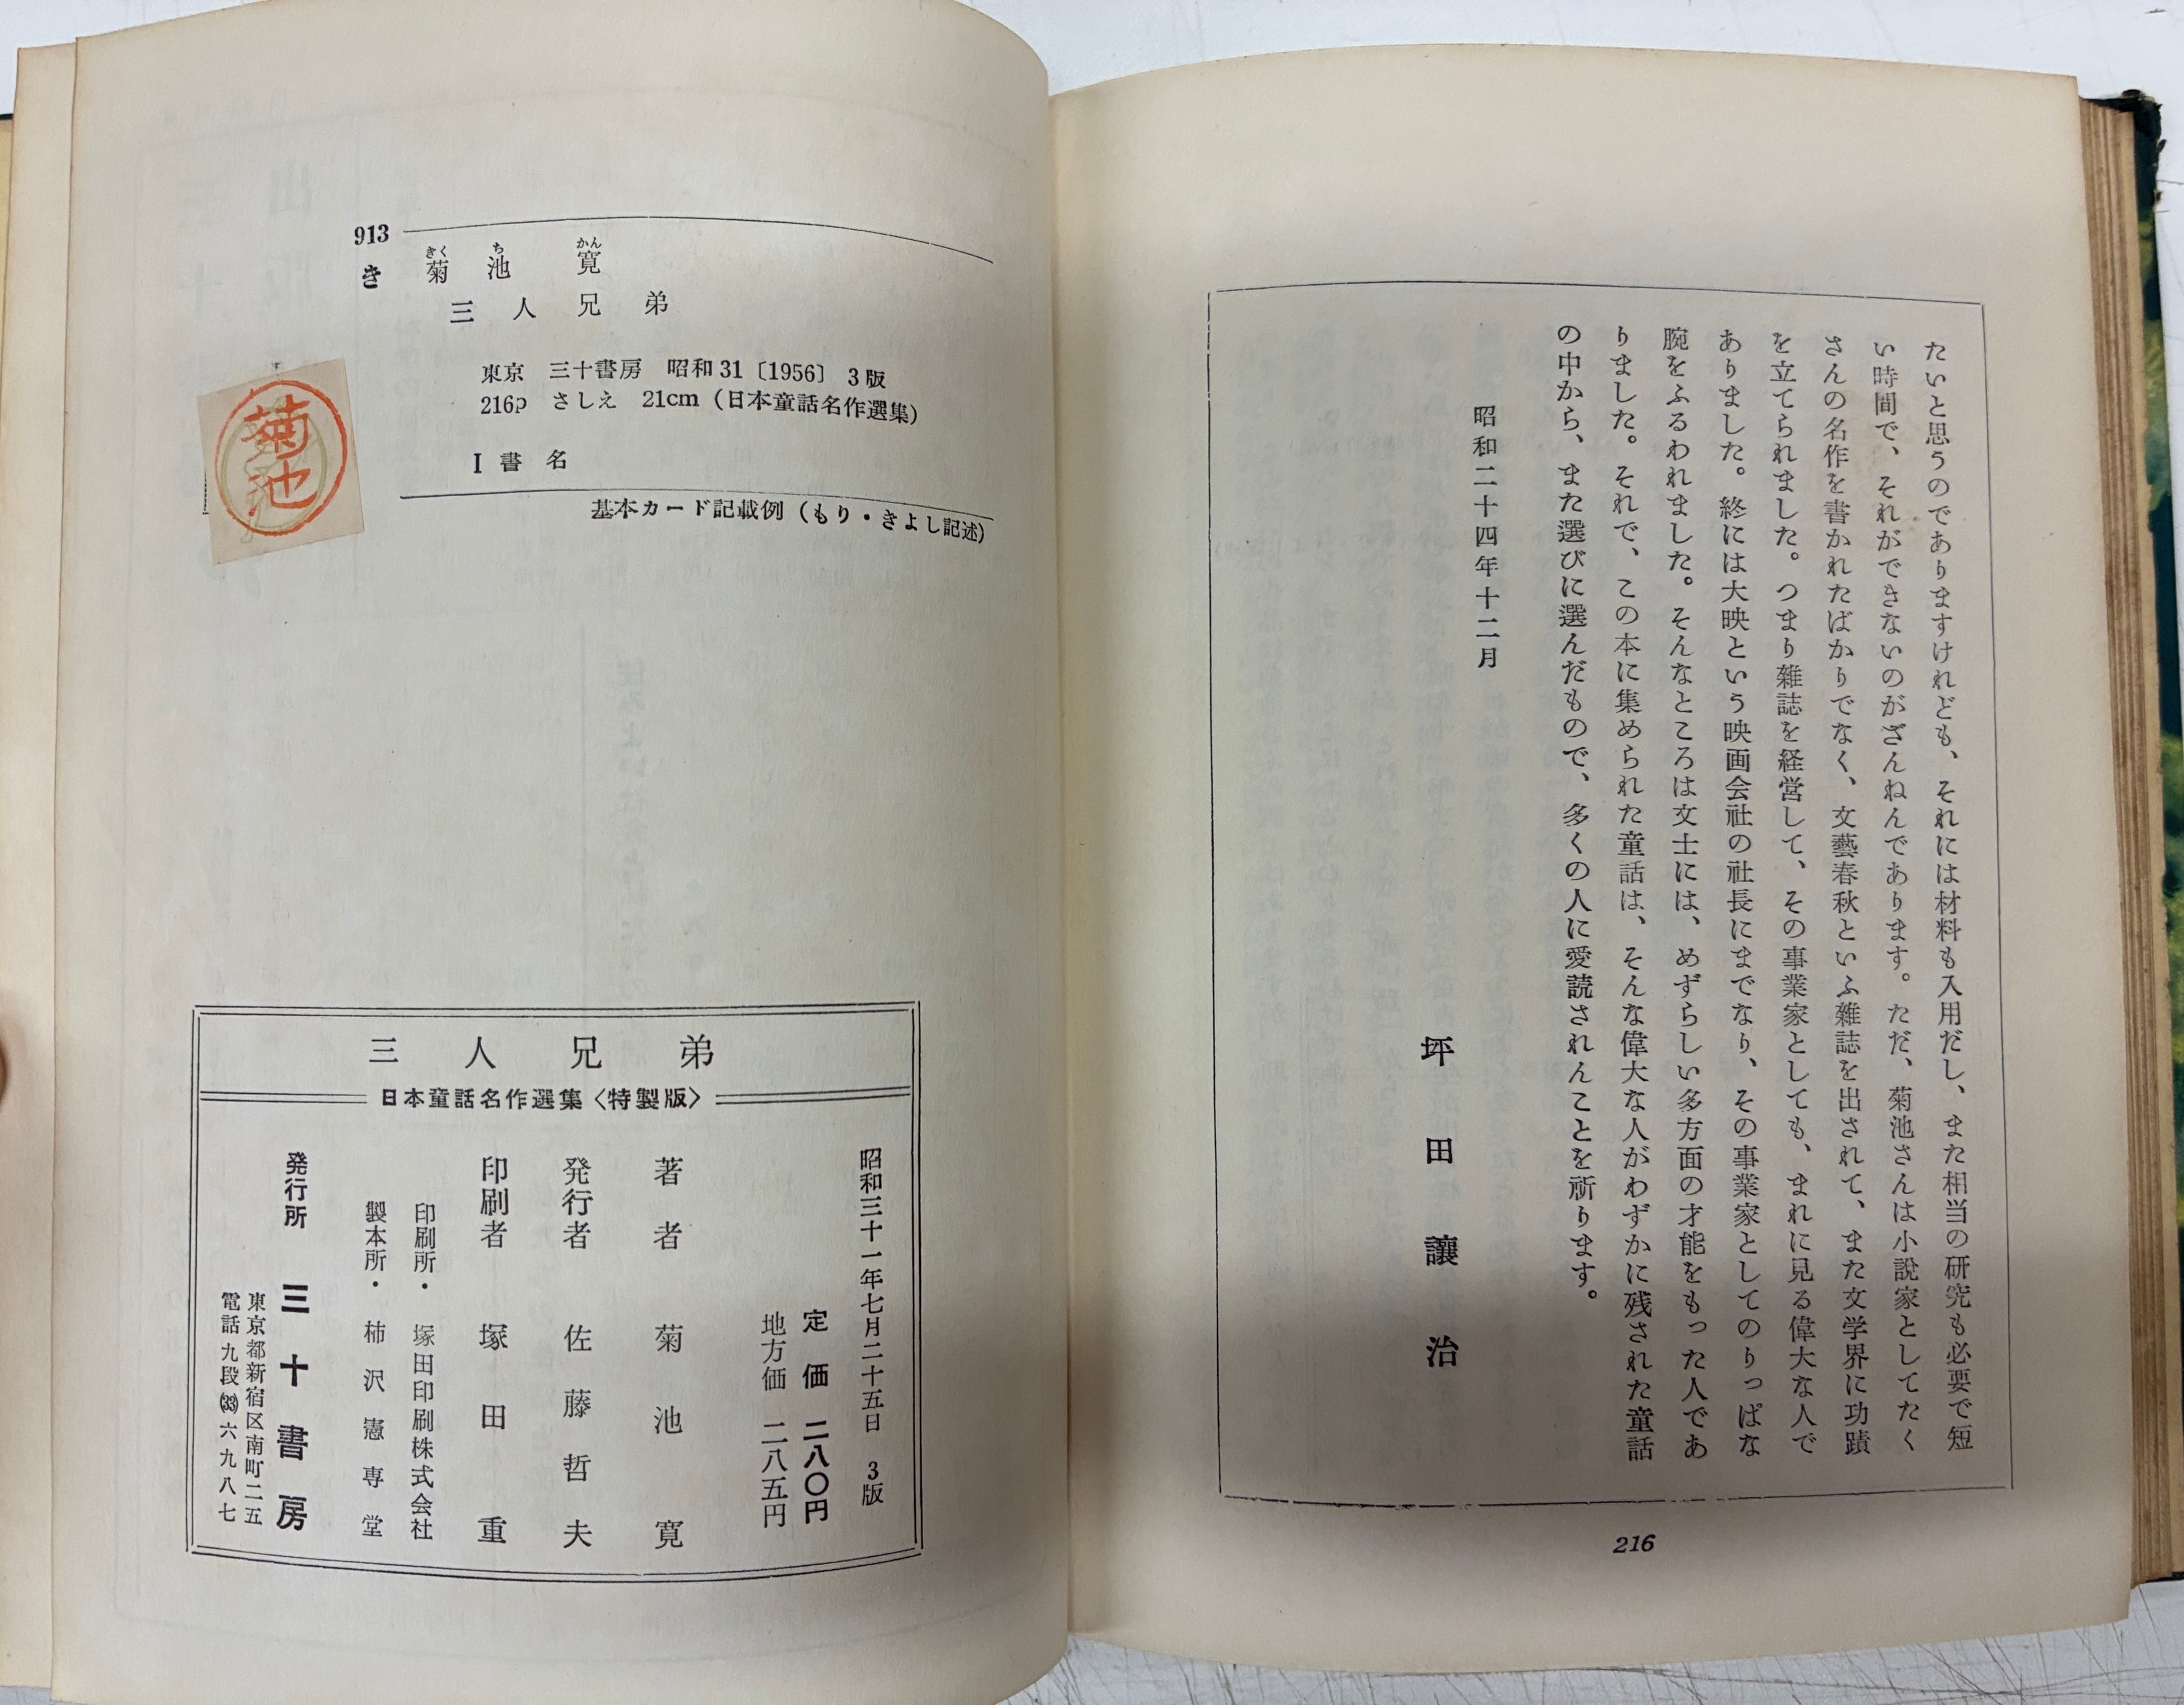 たいと思うのでありますけれども、それには材料も入用だし、また相当の研究も必要で短
い時間で、それができないのがざんねんであります。ただ、菊池さんは小説家としてたく
さんの名作を書かれたばかりでなく、文藝春秋といふ雑誌を出されて、また文学界に功蹟
を立てられました。つまり雑誌を経営して、その事業家としても、まれに見る偉大な人で
ありました。終には大映という映画会社の社長にまでなり、その事業家としてのりっぱな
腕をふるわれました。そんなところは文士には、めずらしい多方面の才能をもった人であ
りました。それで、この本に集められた童話は、そんな偉大な人がわずかに残された童話
の中から、また選びに選んだもので、多くの人に愛読されんことを祈ります。
昭和二十四年十二月
坪田讓治
216
913
き
きく ち かん
菊池 寛
三人兄弟
東京 三十書房 昭和31〔1956〕 3版
216p さしえ 21cm (日本童話名作選集)
I 書名
基本カード記載例 (もり・きよし記述)
菊池
三人兄弟
日本童話名作選集〈特製版〉
昭和三十一年七月二十五日 3版
定価 二八〇円
地方価 二八五円
著者 菊池寛
発行者 佐藤哲夫
印刷者 塚田重
印刷所・塚田印刷株式会社
製本所・柿沢憲専堂
発行所 三十書房
東京都新宿区南町二五
電話九段(33)六九八七